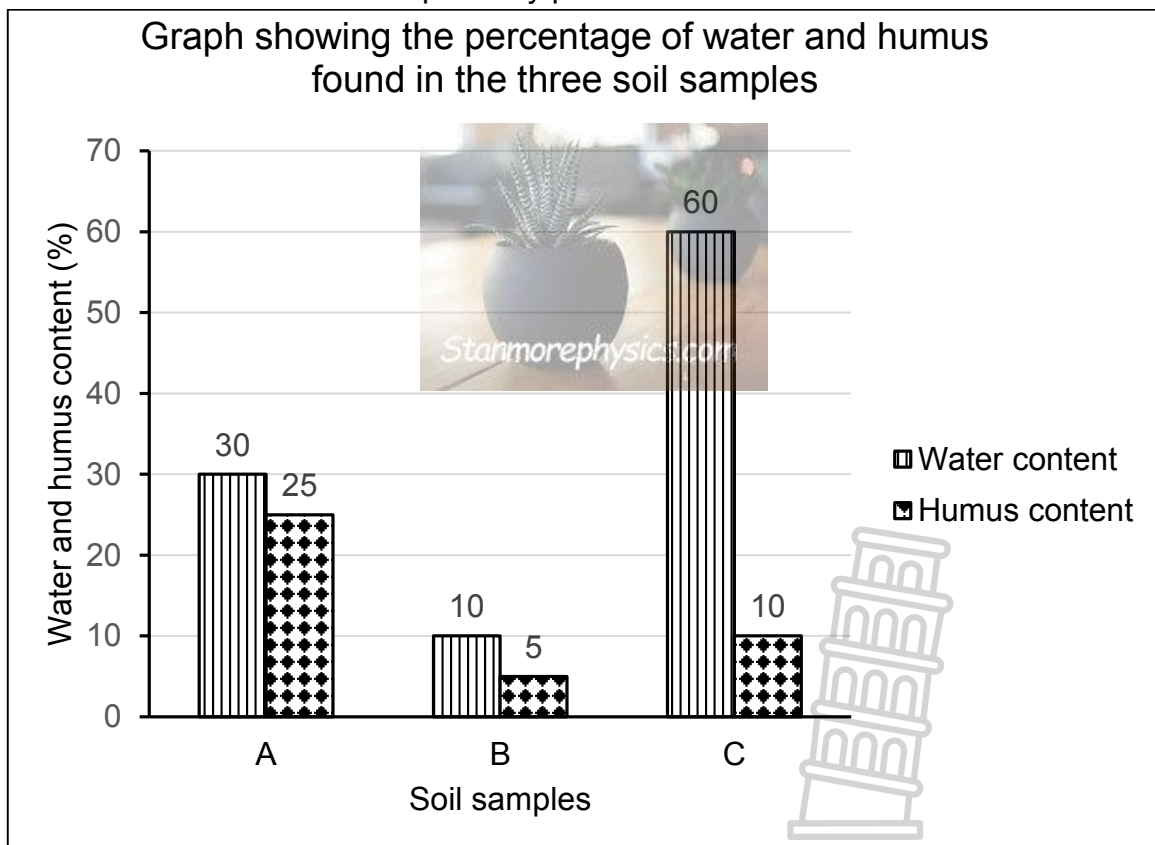 Graph showing the percentage of water and humus
found in the three soil samples
Water and humus content (%)
70
60
50
40
30
20
10
0
30
25
10
5
60
10
Stanmorephysics.com
A
B
C
Soil samples
Water content
Humus content